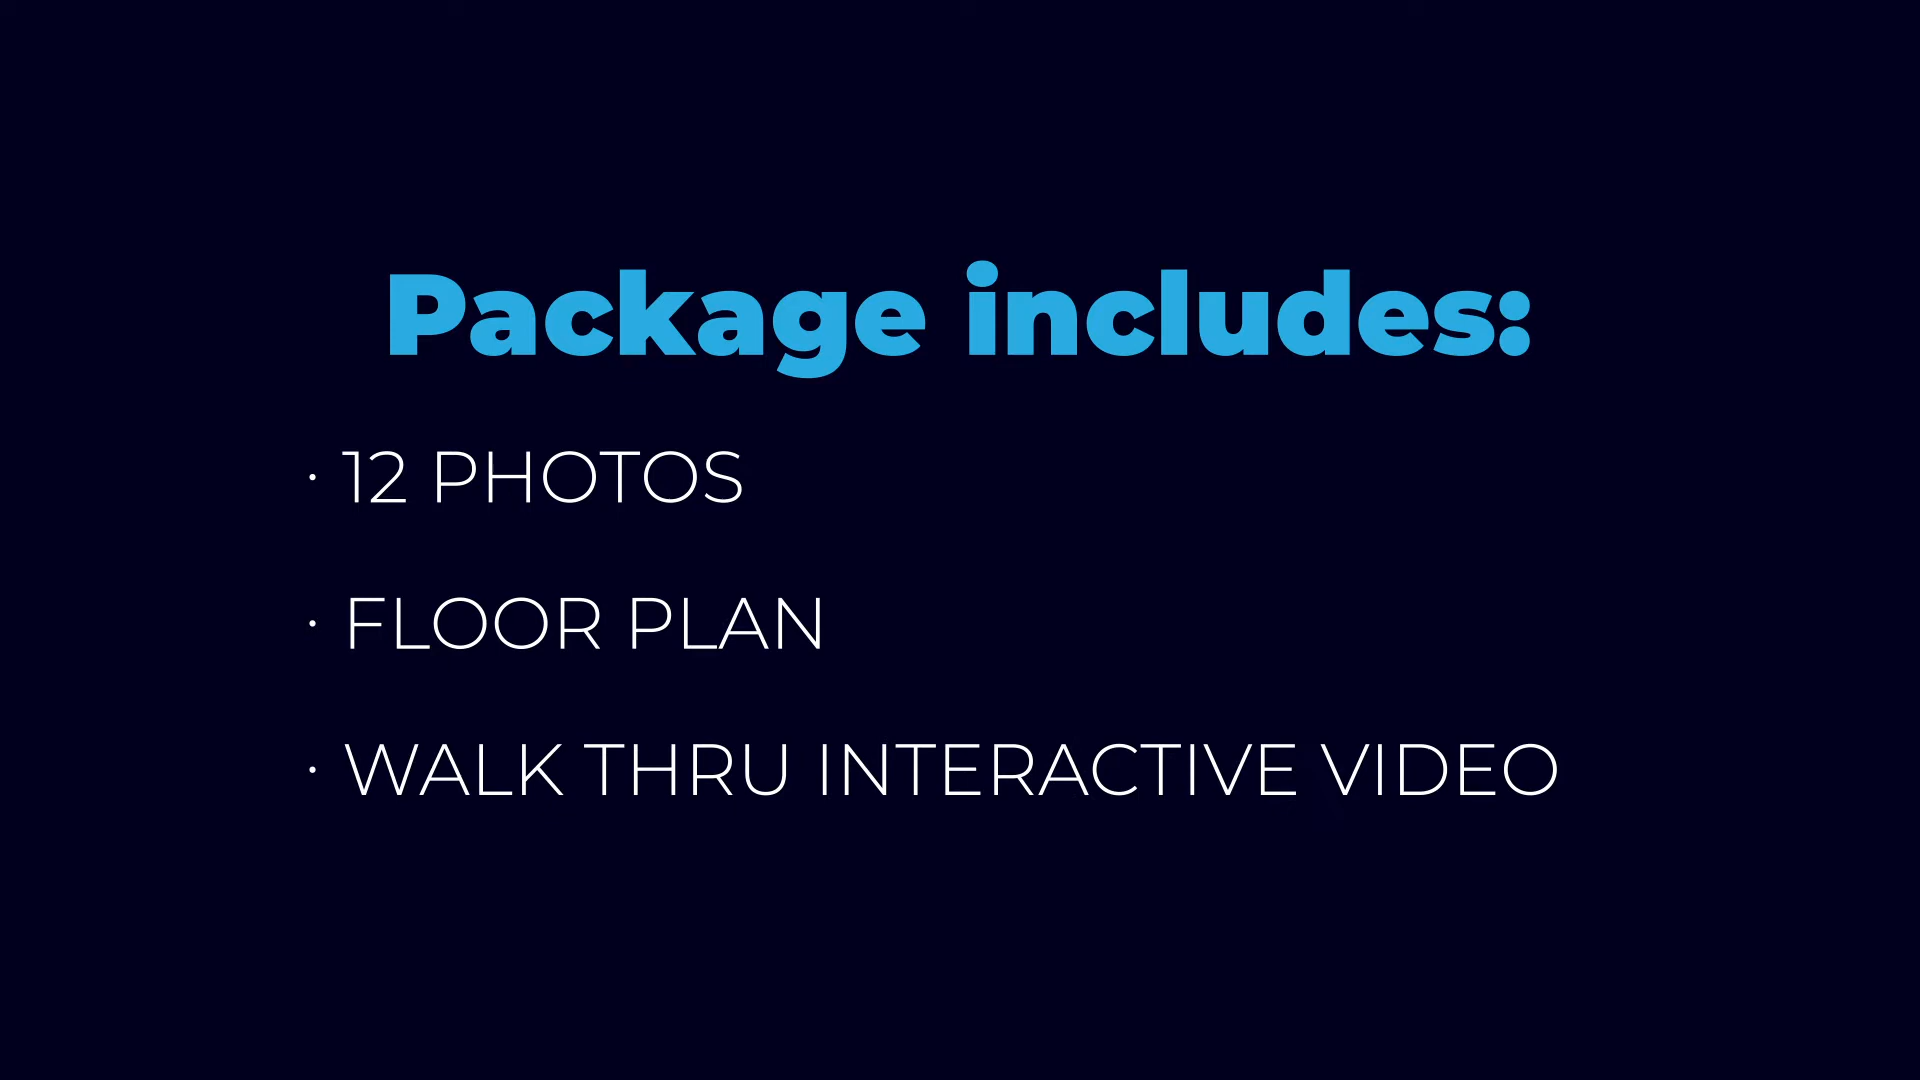 Package includes:
· 12 PHOTOS
· FLOOR PLAN
· WALK THRU INTERACTIVE VIDEO